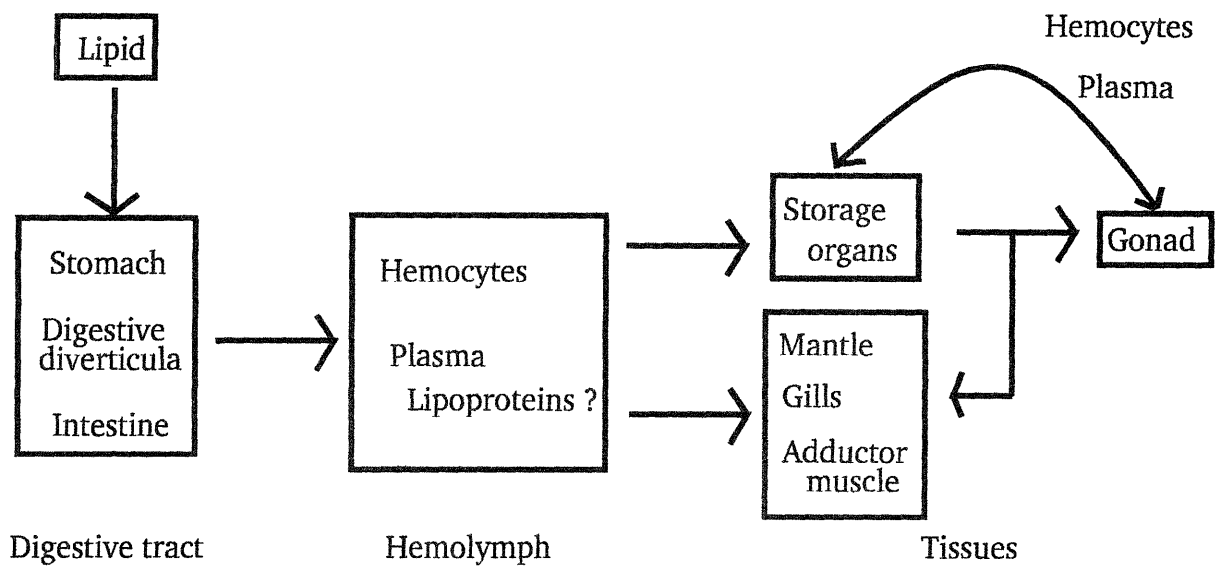 Lipid
Stomach
Digestive
diverticula
Intestine
Digestive tract
Hemocytes
Plasma
Lipoproteins ?
Hemolymph
Hemocytes
Plasma
Storage
organs
Gonad
Mantle
Gills
Adductor
muscle
Tissues